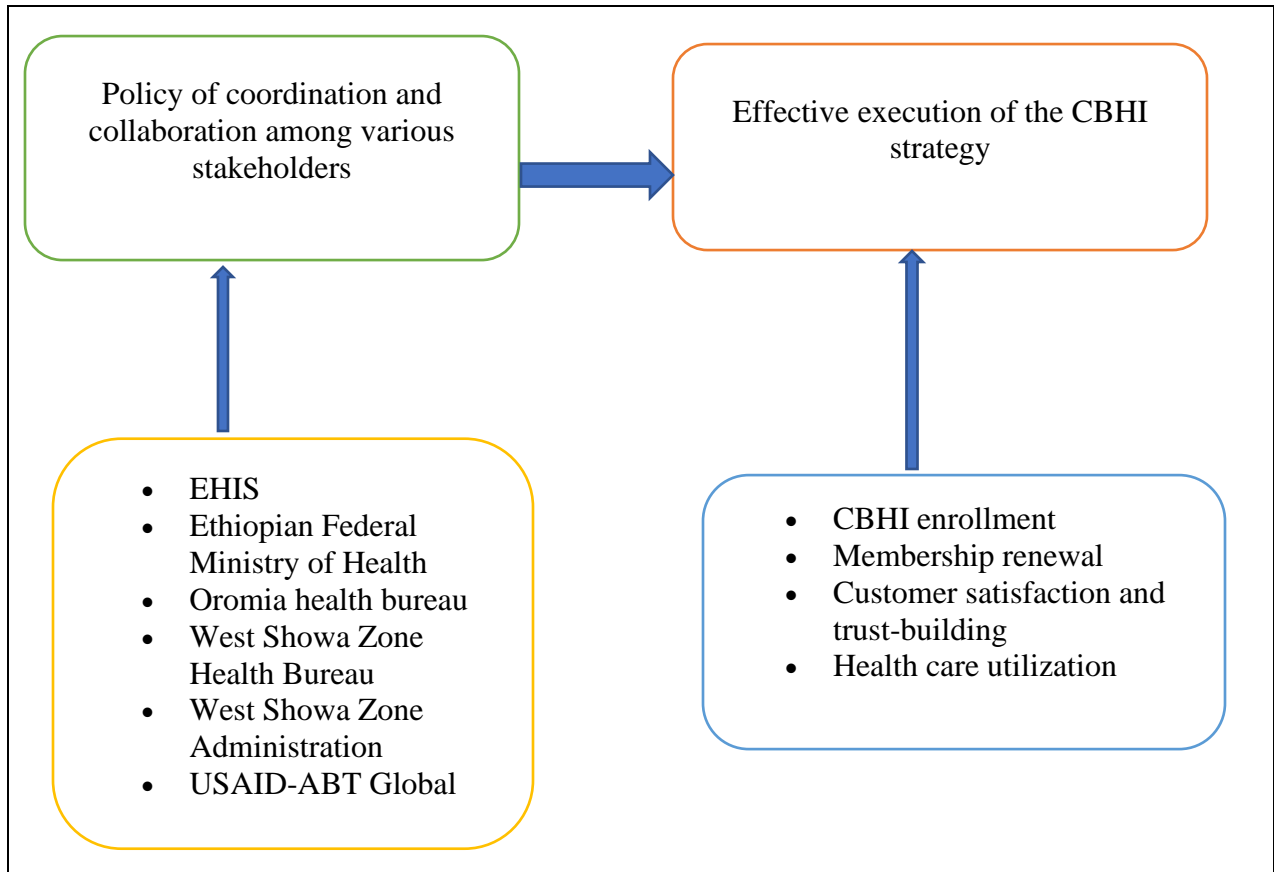 Policy of coordination and
collaboration among various
stakeholders
Effective execution of the CBHI
strategy
• EHIS
• Ethiopian Federal
Ministry of Health
• Oromia health bureau
• West Showa Zone
Health Bureau
• West Showa Zone
Administration
• USAID-ABT Global
• CBHI enrollment
• Membership renewal
• Customer satisfaction and
trust-building
• Health care utilization